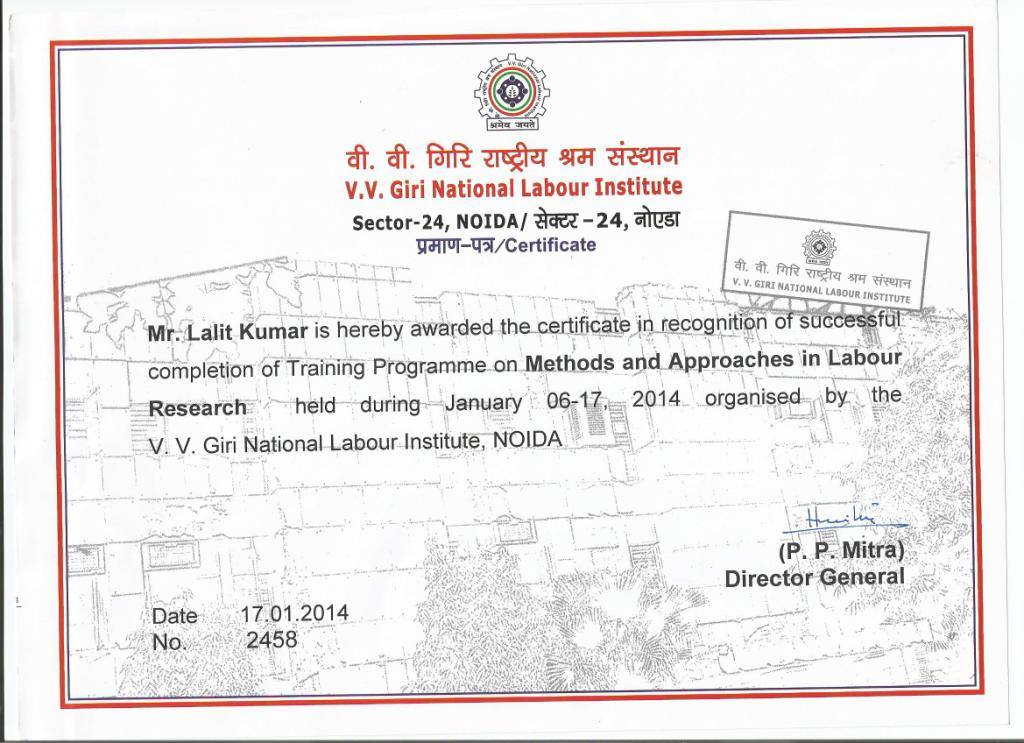 श्रमेव जयते
वी. वी. गिरि राष्ट्रीय श्रम संस्थान
V.V. Giri National Labour Institute
Sector-24, NOIDA/ सेक्टर –24, नोएडा
प्रमाण–पत्र/Certificate
वी. वी. गिरि राष्ट्रीय श्रम संस्थान
V. V. GIRI NATIONAL LABOUR INSTITUTE
Mr. Lalit Kumar is hereby awarded the certificate in recognition of successful
completion of Training Programme on Methods and Approaches in Labour
Research held during January 06-17, 2014 organised by the
V. V. Giri National Labour Institute, NOIDA
(P. P. Mitra)
Director General
Date 17.01.2014
No. 2458